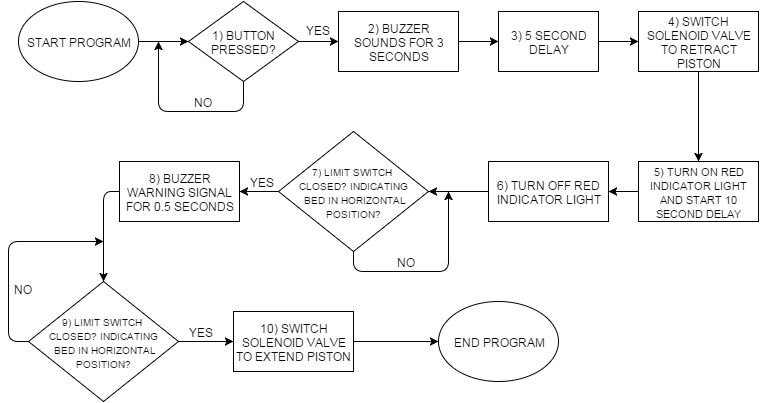 START PROGRAM
1) BUTTON
PRESSED?
YES
NO
2) BUZZER
SOUNDS FOR 3
SECONDS
3) 5 SECOND
DELAY
4) SWITCH
SOLENOID VALVE
TO RETRACT
PISTON
5) TURN ON RED
INDICATOR LIGHT
AND START 10
SECOND DELAY
6) TURN OFF RED
INDICATOR LIGHT
7) LIMIT SWITCH
CLOSED? INDICATING
BED IN HORIZONTAL
POSITION?
NO
YES
8) BUZZER
WARNING SIGNAL
FOR 0.5 SECONDS
NO
9) LIMIT SWITCH
CLOSED? INDICATING
BED IN HORIZONTAL
POSITION?
YES
10) SWITCH
SOLENOID VALVE
TO EXTEND PISTON
END PROGRAM